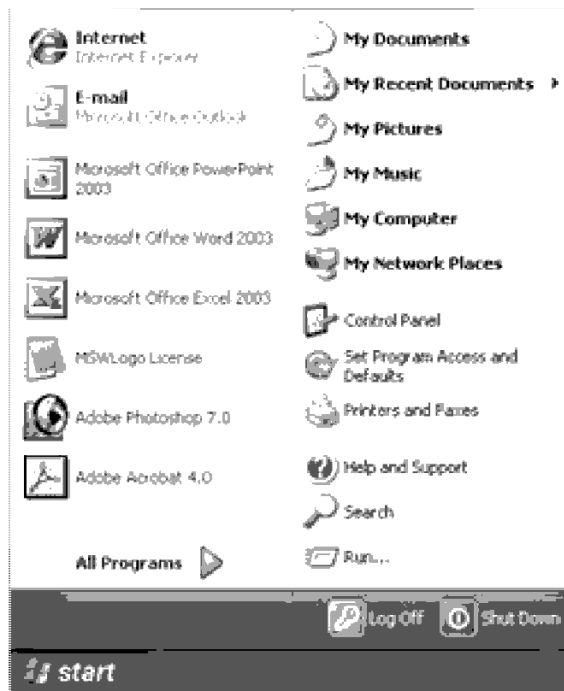 Internet
Internet Explorer
E-mail
Microsoft Office Outlook
Microsoft Office PowerPoint
2003
Microsoft Office Word 2003
Microsoft Office Excel 2003
MSWLogo License
Adobe Photoshop 7.0
Adobe Acrobat 4.0
All Programs
My Documents
My Recent Documents
My Pictures
My Music
My Computer
My Network Places
Control Panel
Set Program Access and
Defaults
Printers and Faxes
Help and Support
Search
Run...
Log Off
Shut Down
start